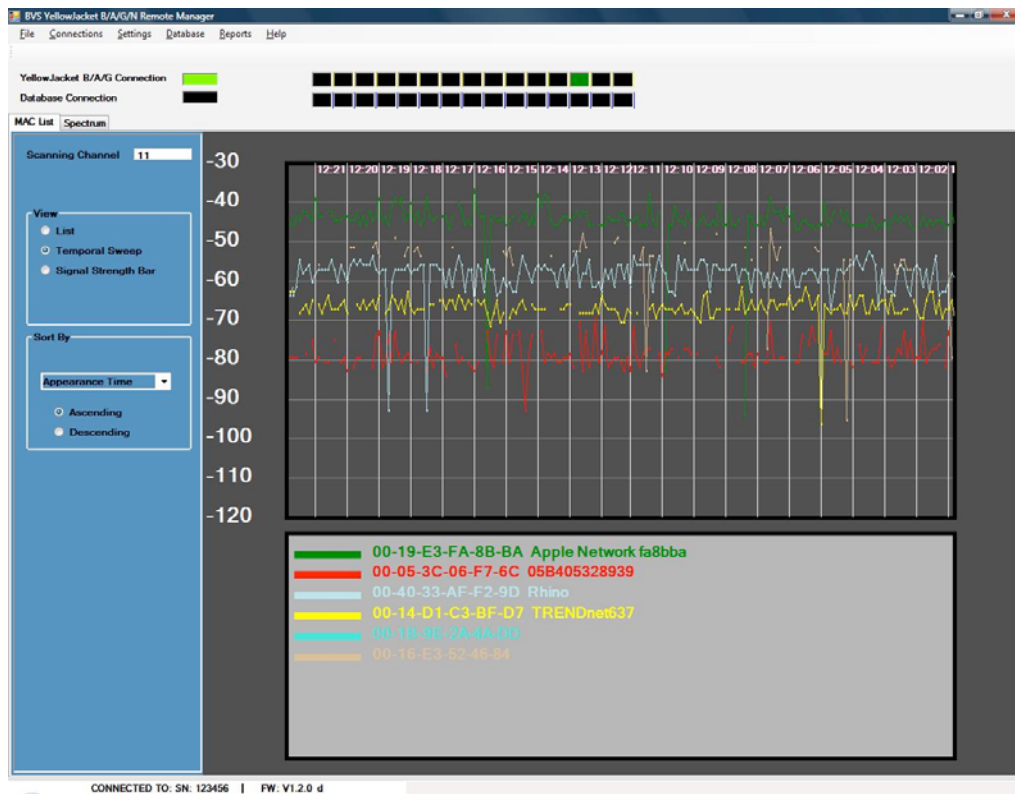 BVS YellowJacket B/A/G/N Remote Manager
File Connections Settings Database Reports Help
YellowJacket B/A/G Connection
Database Connection
MAC List Spectrum
Scanning Channel 11
View
List
Temporal Sweep
Signal Strength Bar
Sort By
Appearance Time
Ascending
Descending
12:21 12:20 12:19 12:18 12:17 12:16 12:15 12:14 12:13 12:12 12:11 12:10 12:09 12:08 12:07 12:06 12:05 12:04 12:03 12:02 1
-30
-40
-50
-60
-70
-80
-90
-100
-110
-120
00-19-E3-FA-8B-BA Apple Network fa8bba
00-05-3C-06-F7-6C 05B405328939
00-40-33-AF-F2-9D Rhino
00-14-D1-C3-BF-D7 TRENDnet637
00-1B-9E-2A-4A-DD
00-16-E3-52-46-84
CONNECTED TO: SN: 123456 | FW: V1.2.0 d